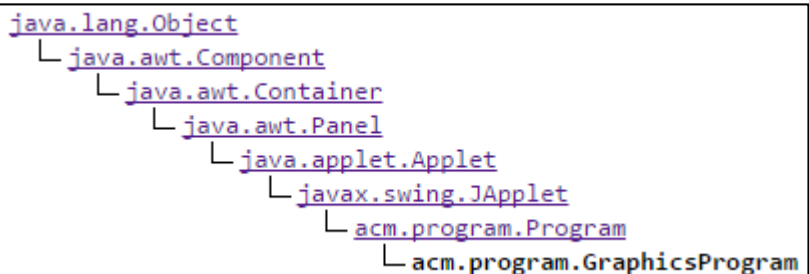 java.lang.Object
java.awt.Component
java.awt.Container
java.awt.Panel
java.applet.Applet
javax.swing.JApplet
acm.program.Program
acm.program.GraphicsProgram